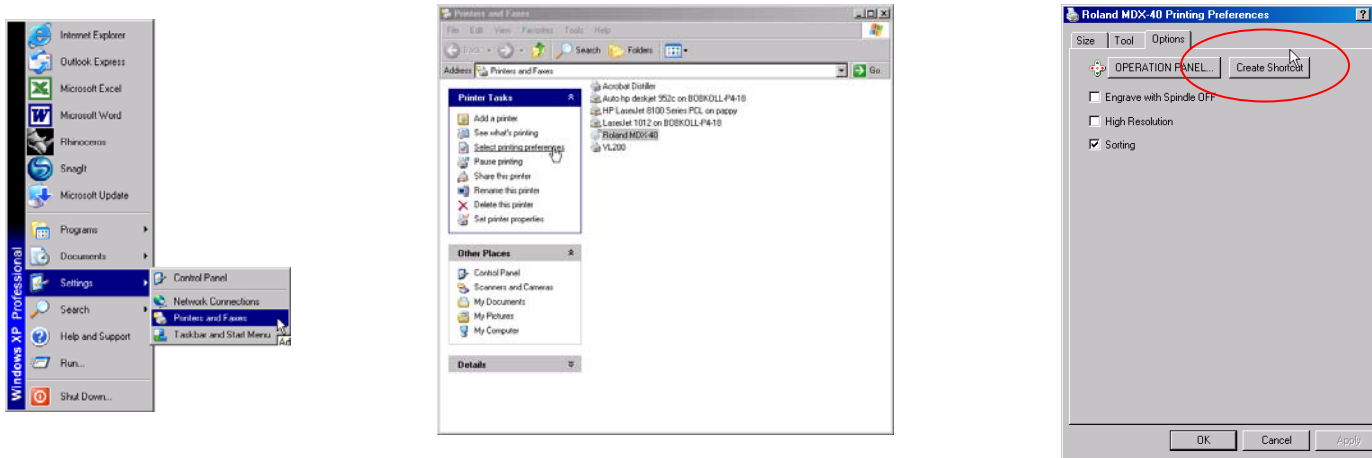 Internet Explorer
Outlook Express
Microsoft Excel
Microsoft Word
Rhinoceros
SnagIt
Microsoft Update
Programs
Documents
Settings
Search
Help and Support
Run...
Shut Down...
Windows XP Professional
Control Panel
Network Connections
Printers and Faxes
Taskbar and Start Menu
Ad
Printers and Faxes
File Edit View Favorites Tools Help
Back Search Folders
Address Printers and Faxes Go
Printer Tasks
Add a printer
See what's printing
Select printing preferences
Pause printing
Share this printer
Rename this printer
Delete this printer
Set printer properties
Other Places
Control Panel
Scanners and Cameras
My Documents
My Pictures
My Computer
Details
Acrobat Distiller
Auto hp deskjet 952c on BOBKOLL-P4-18
HP LaserJet 8100 Series PCL on pappy
LaserJet 1012 on BOBKOLL-P4-18
Roland MDX-40
VL200
Roland MDX-40 Printing Preferences
Size Tool Options
OPERATION PANEL... Create Shortcut
Engrave with Spindle OFF
High Resolution
Sorting
OK Cancel Apply